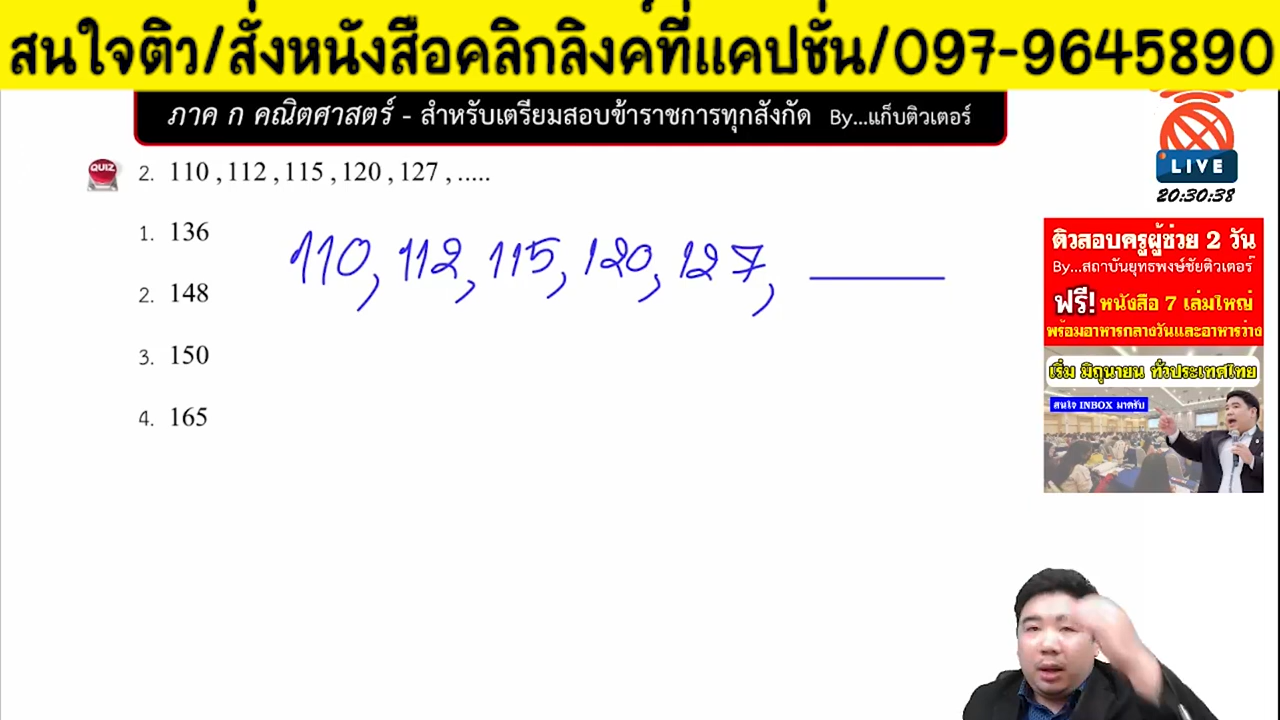 สนใจติว/สั่งหนังสือคลิกลิงค์ที่แคปชั่น/097-9645890
ภาค ก คณิตศาสตร์ - สำหรับเตรียมสอบข้าราชการทุกสังกัด By...แก็บติวเตอร์
QUIZ
2. 110 , 112 , 115 , 120 , 127 , .....
1. 136
2. 148
3. 150
4. 165
110, 112, 115, 120, 127, ____
LIVE
20:30:38
ติวสอบครูผู้ช่วย 2 วัน
By...สถาบันยุทธพงษ์ชัยติวเตอร์
ฟรี! หนังสือ 7 เล่มใหญ่
พร้อมอาหารกลางวันและอาหารว่าง
เริ่ม มิถุนายน ทั่วประเทศไทย
สนใจ INBOX มาครับ